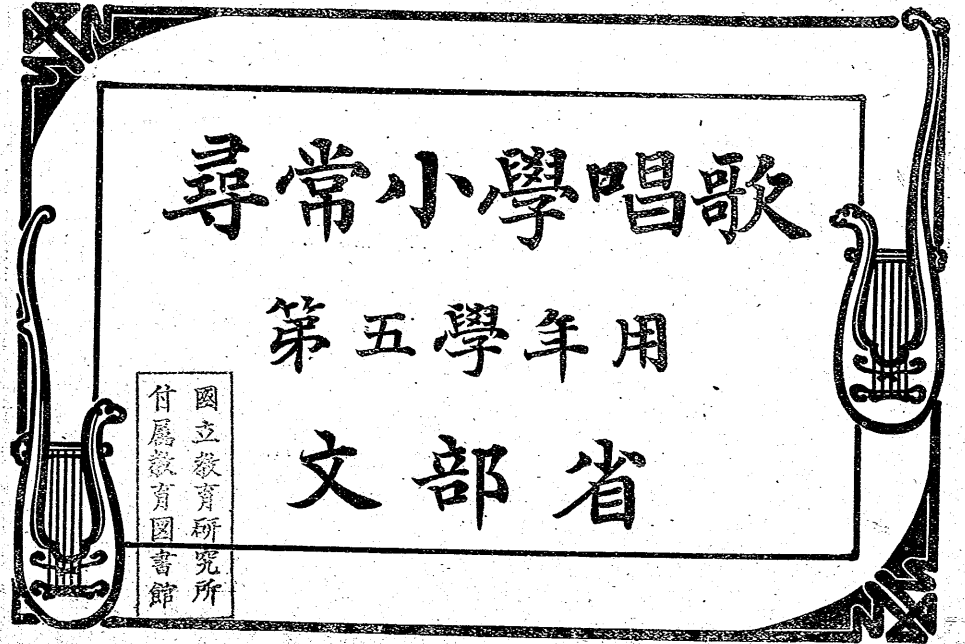 尋常小學唱歌
第五學年用
文部省
國立教育研究所
付属教育図書館